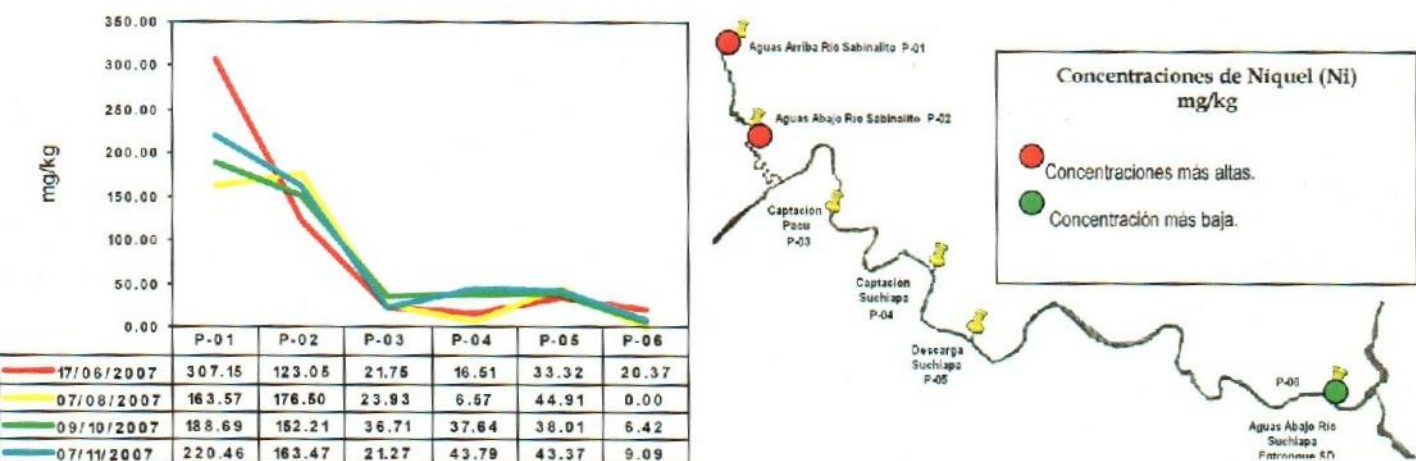 350.00
300.00
250.00
200.00
150.00
100.00
50.00
0.00
mg/kg
P-01 P-02 P-03 P-04 P-05 P-06
17/06/2007 307.15 123.05 21.75 16.51 33.32 20.37
07/08/2007 163.57 176.50 23.93 6.57 44.91 0.00
09/10/2007 188.69 152.21 36.71 37.64 38.01 6.42
07/11/2007 220.46 163.47 21.27 43.79 43.37 9.09
Aguas Arriba Rio Sabinalito P-01
Aguas Abajo Rio Sabinalito P-02
Captación
Pacu
P-03
Captacion
Suchiapa
P-04
Descarga
Suchiapa
P-05
P-06
Aguas Abajo Rio
Suchiapa
Entronque SD
Concentraciones de Níquel (Ni)
mg/kg
Concentraciones más altas.
Concentración más baja.